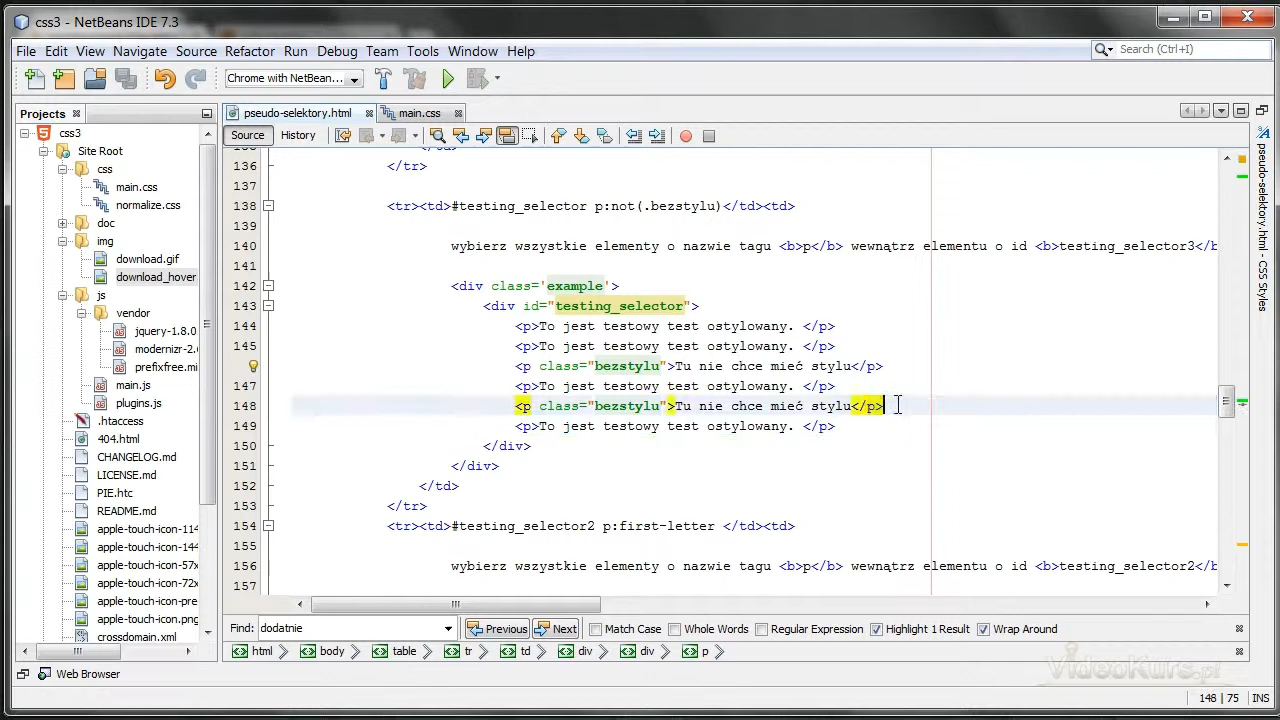 css3 - NetBeans IDE 7.3
File Edit View Navigate Source Refactor Run Debug Team Tools Window Help
Search (Ctrl+I)
Chrome with NetBean...
Projects
pseudo-selektory.html
main.css
Source
History
css3
Site Root
css
main.css
normalize.css
doc
img
download.gif
download_hover
js
vendor
jquery-1.8.0
modernizr-2.
prefixfree.mi
main.js
plugins.js
.htaccess
404.html
CHANGELOG.md
LICENSE.md
PIE.htc
README.md
apple-touch-icon-114
apple-touch-icon-144
apple-touch-icon-57x
apple-touch-icon-72x
apple-touch-icon-pre
apple-touch-icon.png
crossdomain.xml
136 </tr>
137
138 <tr><td>#testing_selector p:not(.bezstylu)</td><td>
139
140 wybierz wszystkie elementy o nazwie tagu <b>p</b> wewnątrz elementu o id <b>testing_selector3</b
141
142 <div class='example'>
143 <div id="testing_selector">
144 <p>To jest testowy test ostylowany. </p>
145 <p>To jest testowy test ostylowany. </p>
<p class="bezstylu">Tu nie chce mieć stylu</p>
147 <p>To jest testowy test ostylowany. </p>
148 <p class="bezstylu">Tu nie chce mieć stylu</p>
149 <p>To jest testowy test ostylowany. </p>
150 </div>
151 </div>
152 </td>
153 </tr>
154 <tr><td>#testing_selector2 p:first-letter </td><td>
155
156 wybierz wszystkie elementy o nazwie tagu <b>p</b> wewnątrz elementu o id <b>testing_selector2</b
157
pseudo-selektory.html - CSS Styles
Find: dodatnie Previous Next Match Case Whole Words Regular Expression Highlight 1 Result Wrap Around
html body table tr td div div p
Web Browser
VideoKurs.pl
148 | 75 INS